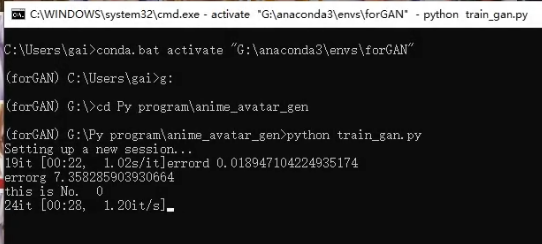 C:\WINDOWS\system32\cmd.exe - activate "G:\anaconda3\envs\forGAN" - python train_gan.py
C:\Users\gai>conda.bat activate "G:\anaconda3\envs\forGAN"
(forGAN) C:\Users\gai>g:
(forGAN) G:\>cd Py program\anime_avatar_gen
(forGAN) G:\Py program\anime_avatar_gen>python train_gan.py
Setting up a new session...
19it [00:22,  1.02s/it]errord 0.018947104224935174
errorg 7.358285903930664
this is No.  0
24it [00:28,  1.20it/s]